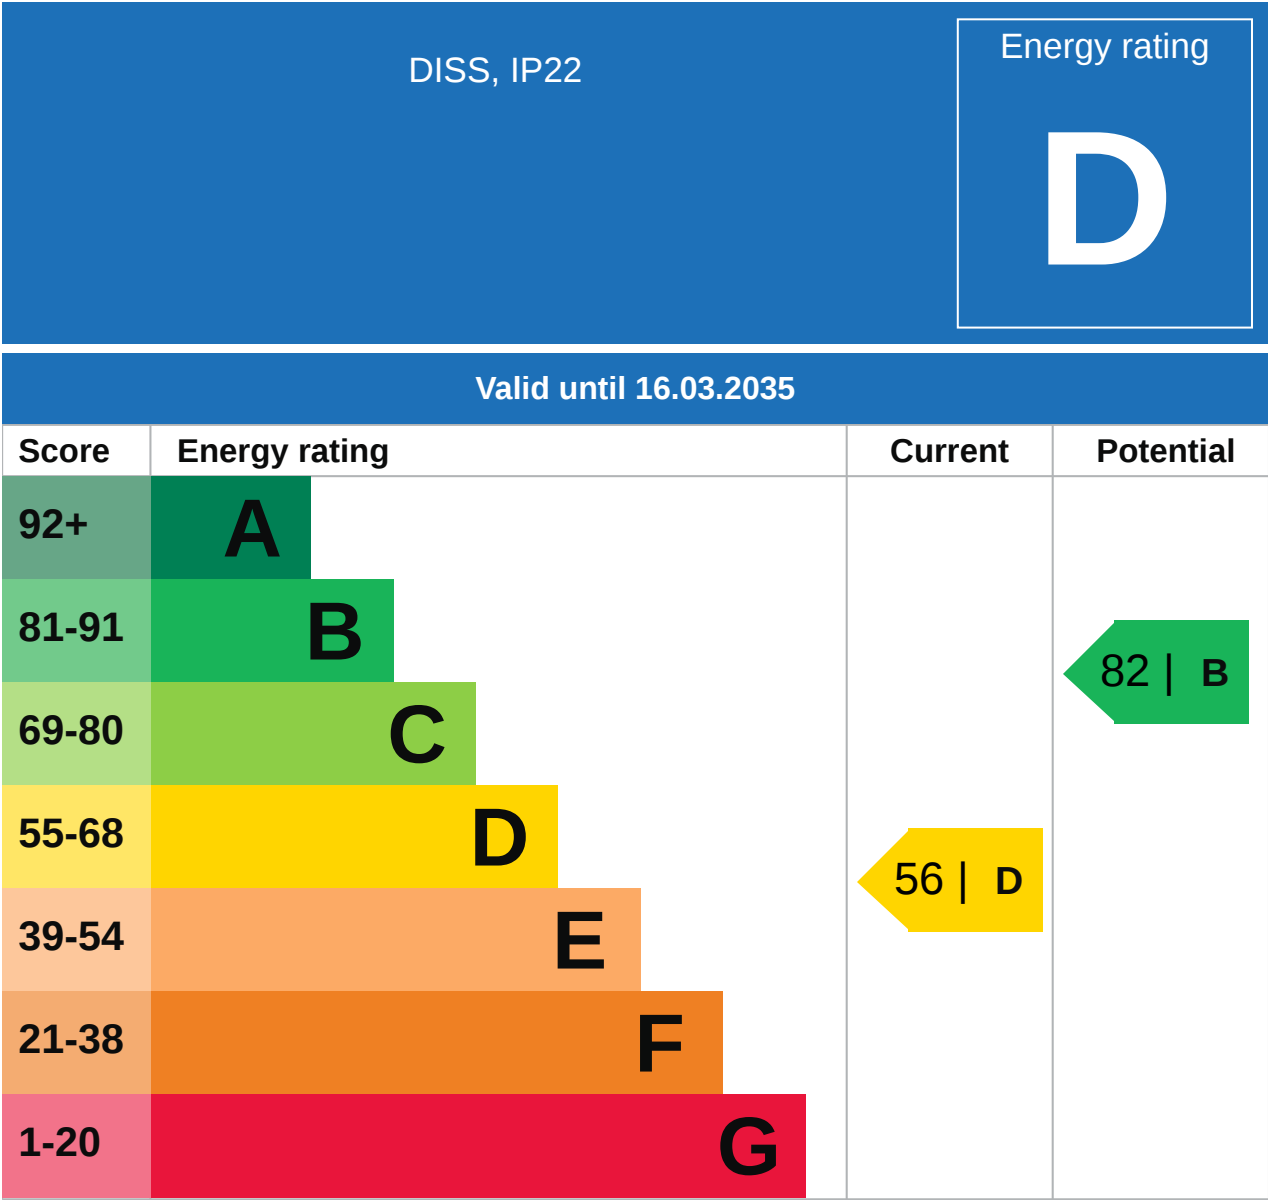 DISS, IP22
Energy rating
D
Valid until 16.03.2035
Score Energy rating Current Potential
92+ A
81-91 B
82 | B
69-80 C
55-68 D
56 | D
39-54 E
21-38 F
1-20 G